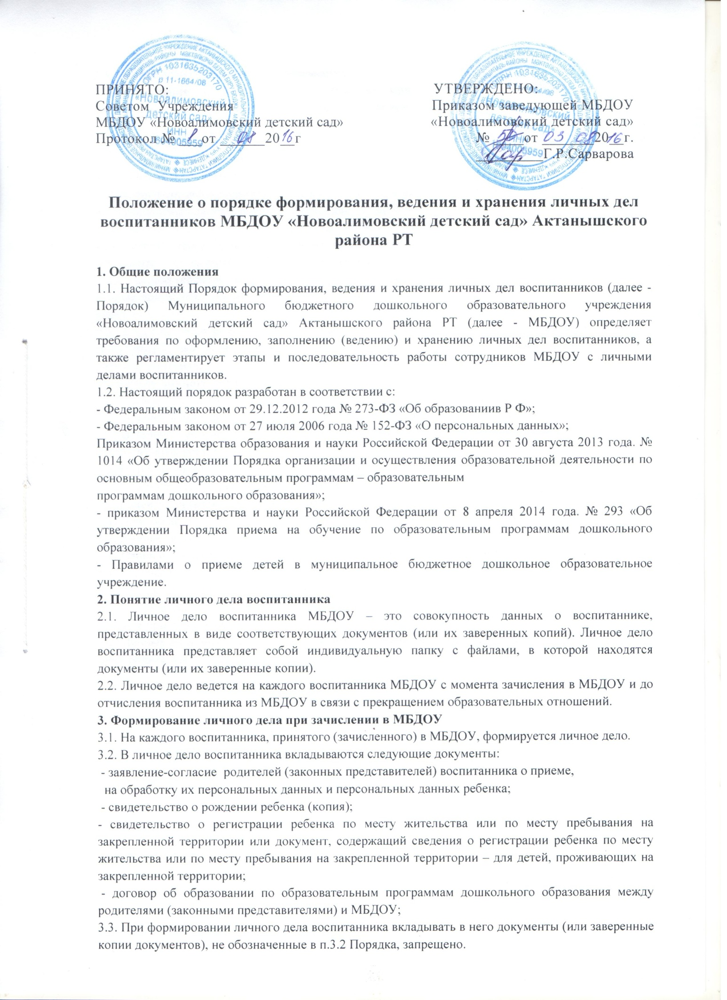 ПРИНЯТО:
Советом Учреждения
МБДОУ «Новоалимовский детский сад»
Протокол № 1 от 08 2016 г
УТВЕРЖДЕНО:
Приказом заведующей МБДОУ
«Новоалимовский детский сад»
№ от 03 08 2016 г.
Г.Р.Сарварова
ОГРН 1031635203170
р 11-1664/08
«Новоалимовский
детский сад»
ИНН
1604005959
Положение о порядке формирования, ведения и хранения личных дел
воспитанников МБДОУ «Новоалимовский детский сад» Актанышского
района РТ
1. Общие положения
1.1. Настоящий Порядок формирования, ведения и хранения личных дел воспитанников (далее -
Порядок) Муниципального бюджетного дошкольного образовательного учреждения
«Новоалимовский детский сад» Актанышского района РТ (далее - МБДОУ) определяет
требования по оформлению, заполнению (ведению) и хранению личных дел воспитанников, а
также регламентирует этапы и последовательность работы сотрудников МБДОУ с личными
делами воспитанников.
1.2. Настоящий порядок разработан в соответствии с:
- Федеральным законом от 29.12.2012 года № 273-ФЗ «Об образованиив Р Ф»;
- Федеральным законом от 27 июля 2006 года № 152-ФЗ «О персональных данных»;
Приказом Министерства образования и науки Российской Федерации от 30 августа 2013 года. №
1014 «Об утверждении Порядка организации и осуществления образовательной деятельности по
основным общеобразовательным программам – образовательным
программам дошкольного образования»;
- приказом Министерства и науки Российской Федерации от 8 апреля 2014 года. № 293 «Об
утверждении Порядка приема на обучение по образовательным программам дошкольного
образования»;
- Правилами о приеме детей в муниципальное бюджетное дошкольное образовательное
учреждение.
2. Понятие личного дела воспитанника
2.1. Личное дело воспитанника МБДОУ – это совокупность данных о воспитаннике,
представленных в виде соответствующих документов (или их заверенных копий). Личное дело
воспитанника представляет собой индивидуальную папку с файлами, в которой находятся
документы (или их заверенные копии).
2.2. Личное дело ведется на каждого воспитанника МБДОУ с момента зачисления в МБДОУ и до
отчисления воспитанника из МБДОУ в связи с прекращением образовательных отношений.
3. Формирование личного дела при зачислении в МБДОУ
3.1. На каждого воспитанника, принятого (зачисленного) в МБДОУ, формируется личное дело.
3.2. В личное дело воспитанника вкладываются следующие документы:
- заявление-согласие родителей (законных представителей) воспитанника о приеме,
на обработку их персональных данных и персональных данных ребенка;
- свидетельство о рождении ребенка (копия);
- свидетельство о регистрации ребенка по месту жительства или по месту пребывания на
закрепленной территории или документ, содержащий сведения о регистрации ребенка по месту
жительства или по месту пребывания на закрепленной территории – для детей, проживающих на
закрепленной территории;
- договор об образовании по образовательным программам дошкольного образования между
родителями (законными представителями) и МБДОУ;
3.3. При формировании личного дела воспитанника вкладывать в него документы (или заверенные
копии документов), не обозначенные в п.3.2 Порядка, запрещено.